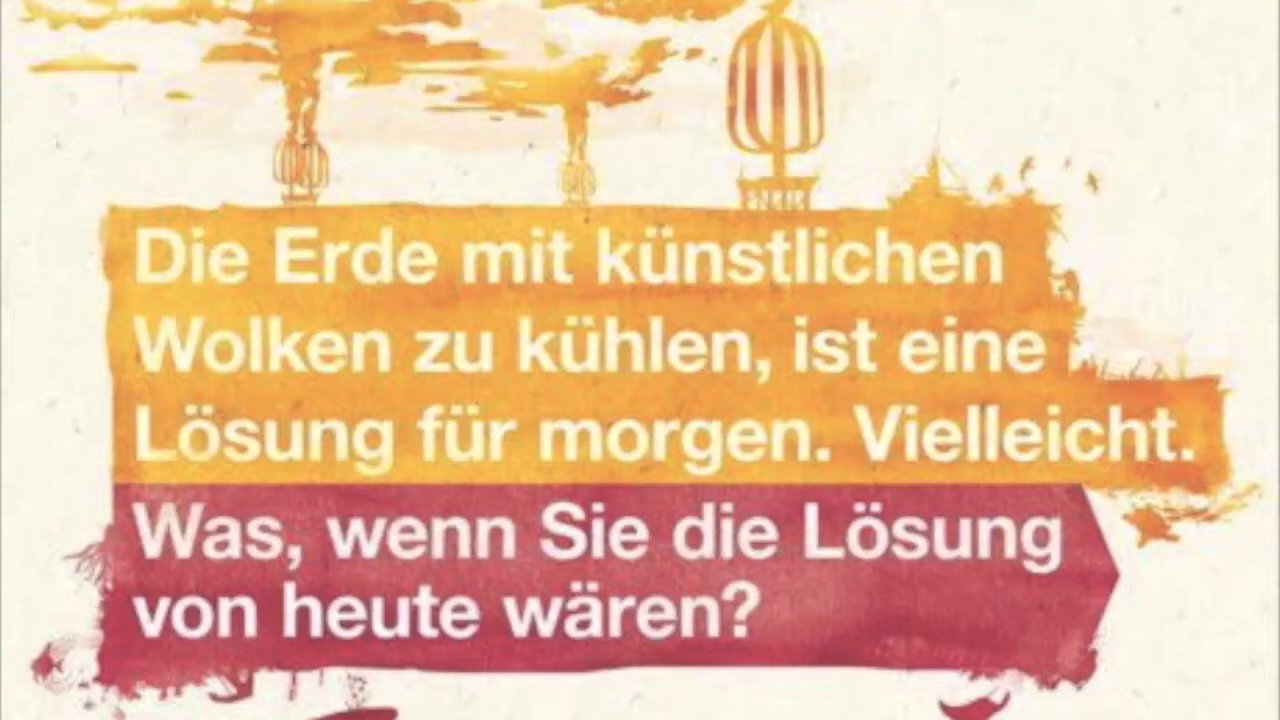 Die Erde mit künstlichen
Wolken zu kühlen, ist eine
Lösung für morgen. Vielleicht.
Was, wenn Sie die Lösung
von heute wären?